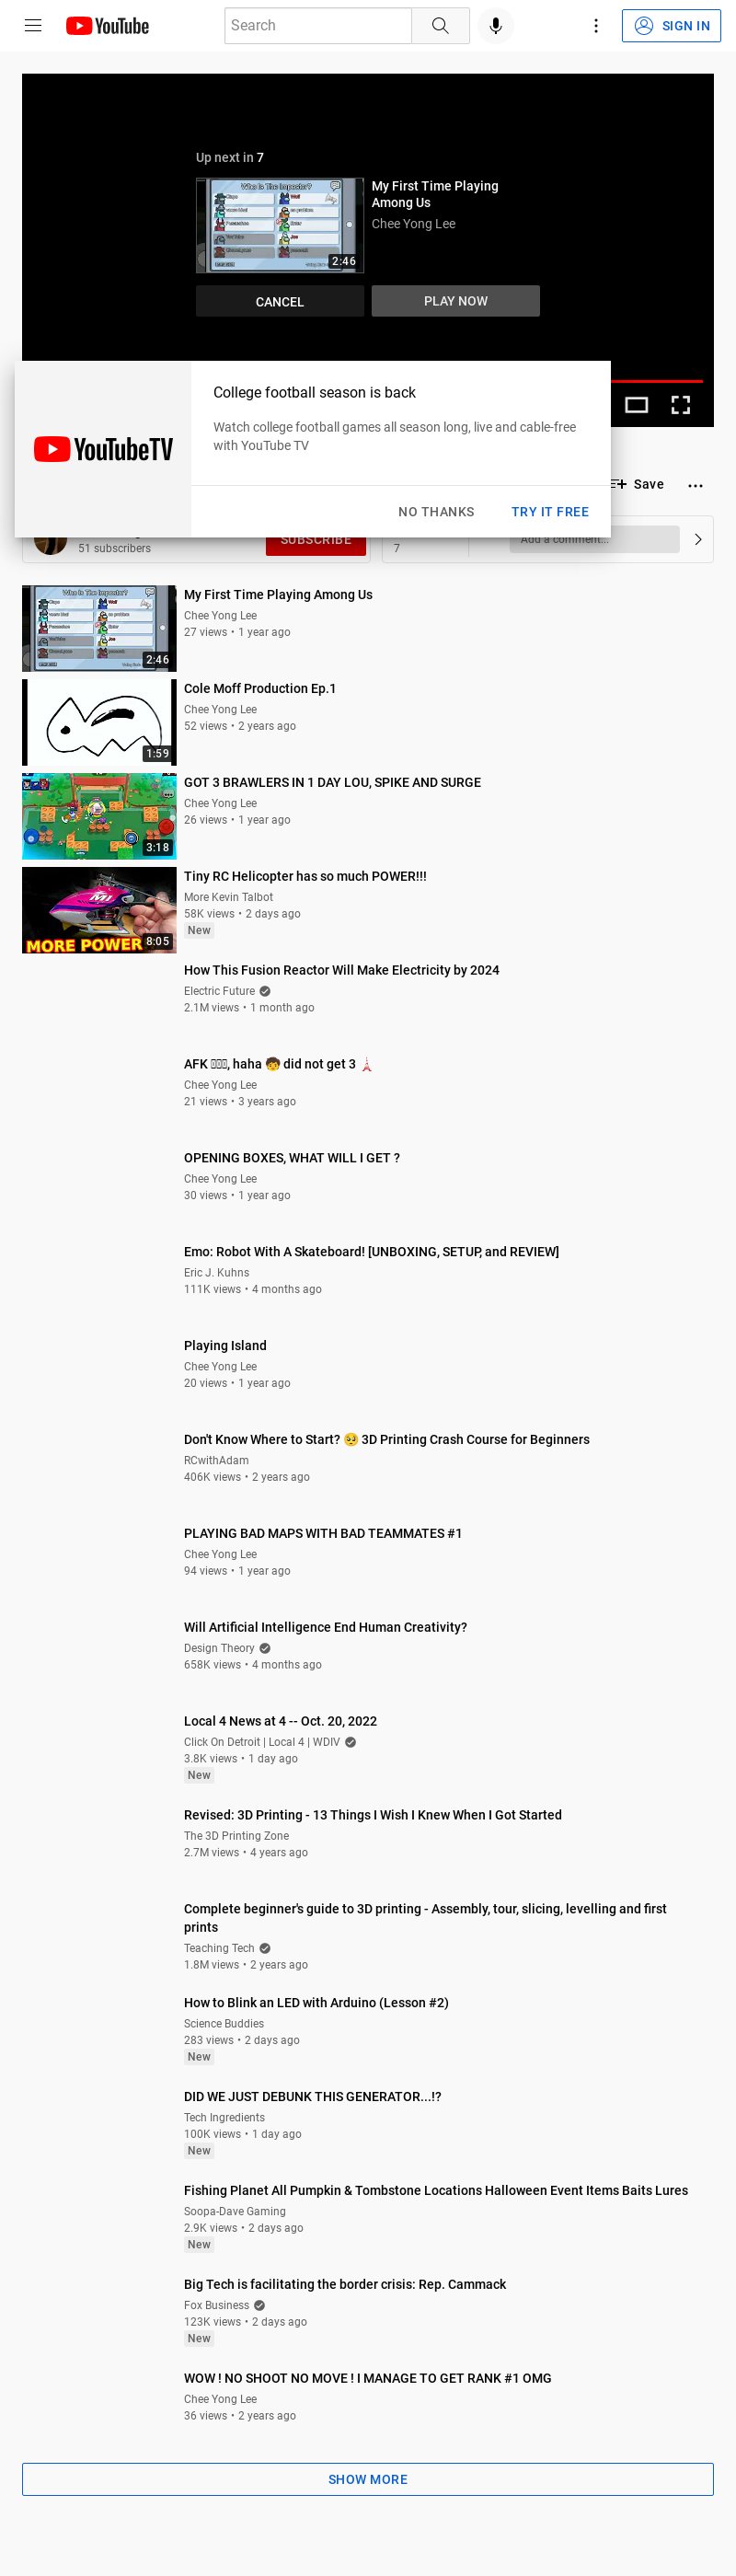 YouTube
Search
SIGN IN
Up next in 7
Who Is The Impostor?
2:46
My First Time Playing
Among Us
Chee Yong Lee
CANCEL
PLAY NOW
YouTubeTV
College football season is back
Watch college football games all season long, live and cable-free
with YouTube TV
NO THANKS
TRY IT FREE
Save
51 subscribers
SUBSCRIBE
7
Add a comment...
Who Is The Impostor?
2:46
My First Time Playing Among Us
Chee Yong Lee
27 views • 1 year ago
1:59
Cole Moff Production Ep.1
Chee Yong Lee
52 views • 2 years ago
3:18
GOT 3 BRAWLERS IN 1 DAY LOU, SPIKE AND SURGE
Chee Yong Lee
26 views • 1 year ago
M1
MORE POWER
8:05
Tiny RC Helicopter has so much POWER!!!
More Kevin Talbot
58K views • 2 days ago
New
How This Fusion Reactor Will Make Electricity by 2024
Electric Future
2.1M views • 1 month ago
AFK , haha 🧒 did not get 3 🗼
Chee Yong Lee
21 views • 3 years ago
OPENING BOXES, WHAT WILL I GET ?
Chee Yong Lee
30 views • 1 year ago
Emo: Robot With A Skateboard! [UNBOXING, SETUP, and REVIEW]
Eric J. Kuhns
111K views • 4 months ago
Playing Island
Chee Yong Lee
20 views • 1 year ago
Don't Know Where to Start? 🥺 3D Printing Crash Course for Beginners
RCwithAdam
406K views • 2 years ago
PLAYING BAD MAPS WITH BAD TEAMMATES #1
Chee Yong Lee
94 views • 1 year ago
Will Artificial Intelligence End Human Creativity?
Design Theory
658K views • 4 months ago
Local 4 News at 4 -- Oct. 20, 2022
Click On Detroit | Local 4 | WDIV
3.8K views • 1 day ago
New
Revised: 3D Printing - 13 Things I Wish I Knew When I Got Started
The 3D Printing Zone
2.7M views • 4 years ago
Complete beginner's guide to 3D printing - Assembly, tour, slicing, levelling and first
prints
Teaching Tech
1.8M views • 2 years ago
How to Blink an LED with Arduino (Lesson #2)
Science Buddies
283 views • 2 days ago
New
DID WE JUST DEBUNK THIS GENERATOR...!?
Tech Ingredients
100K views • 1 day ago
New
Fishing Planet All Pumpkin & Tombstone Locations Halloween Event Items Baits Lures
Soopa-Dave Gaming
2.9K views • 2 days ago
New
Big Tech is facilitating the border crisis: Rep. Cammack
Fox Business
123K views • 2 days ago
New
WOW ! NO SHOOT NO MOVE ! I MANAGE TO GET RANK #1 OMG
Chee Yong Lee
36 views • 2 years ago
SHOW MORE